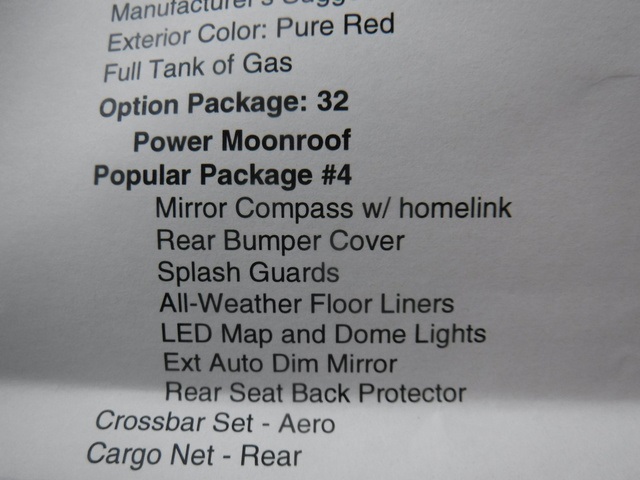 Manufacturer's
Exterior Color: Pure Red
Full Tank of Gas
Option Package: 32
Power Moonroof
Popular Package #4
Mirror Compass w/ homelink
Rear Bumper Cover
Splash Guards
All-Weather Floor Liners
LED Map and Dome Lights
Ext Auto Dim Mirror
Rear Seat Back Protector
Crossbar Set - Aero
Cargo Net - Rear